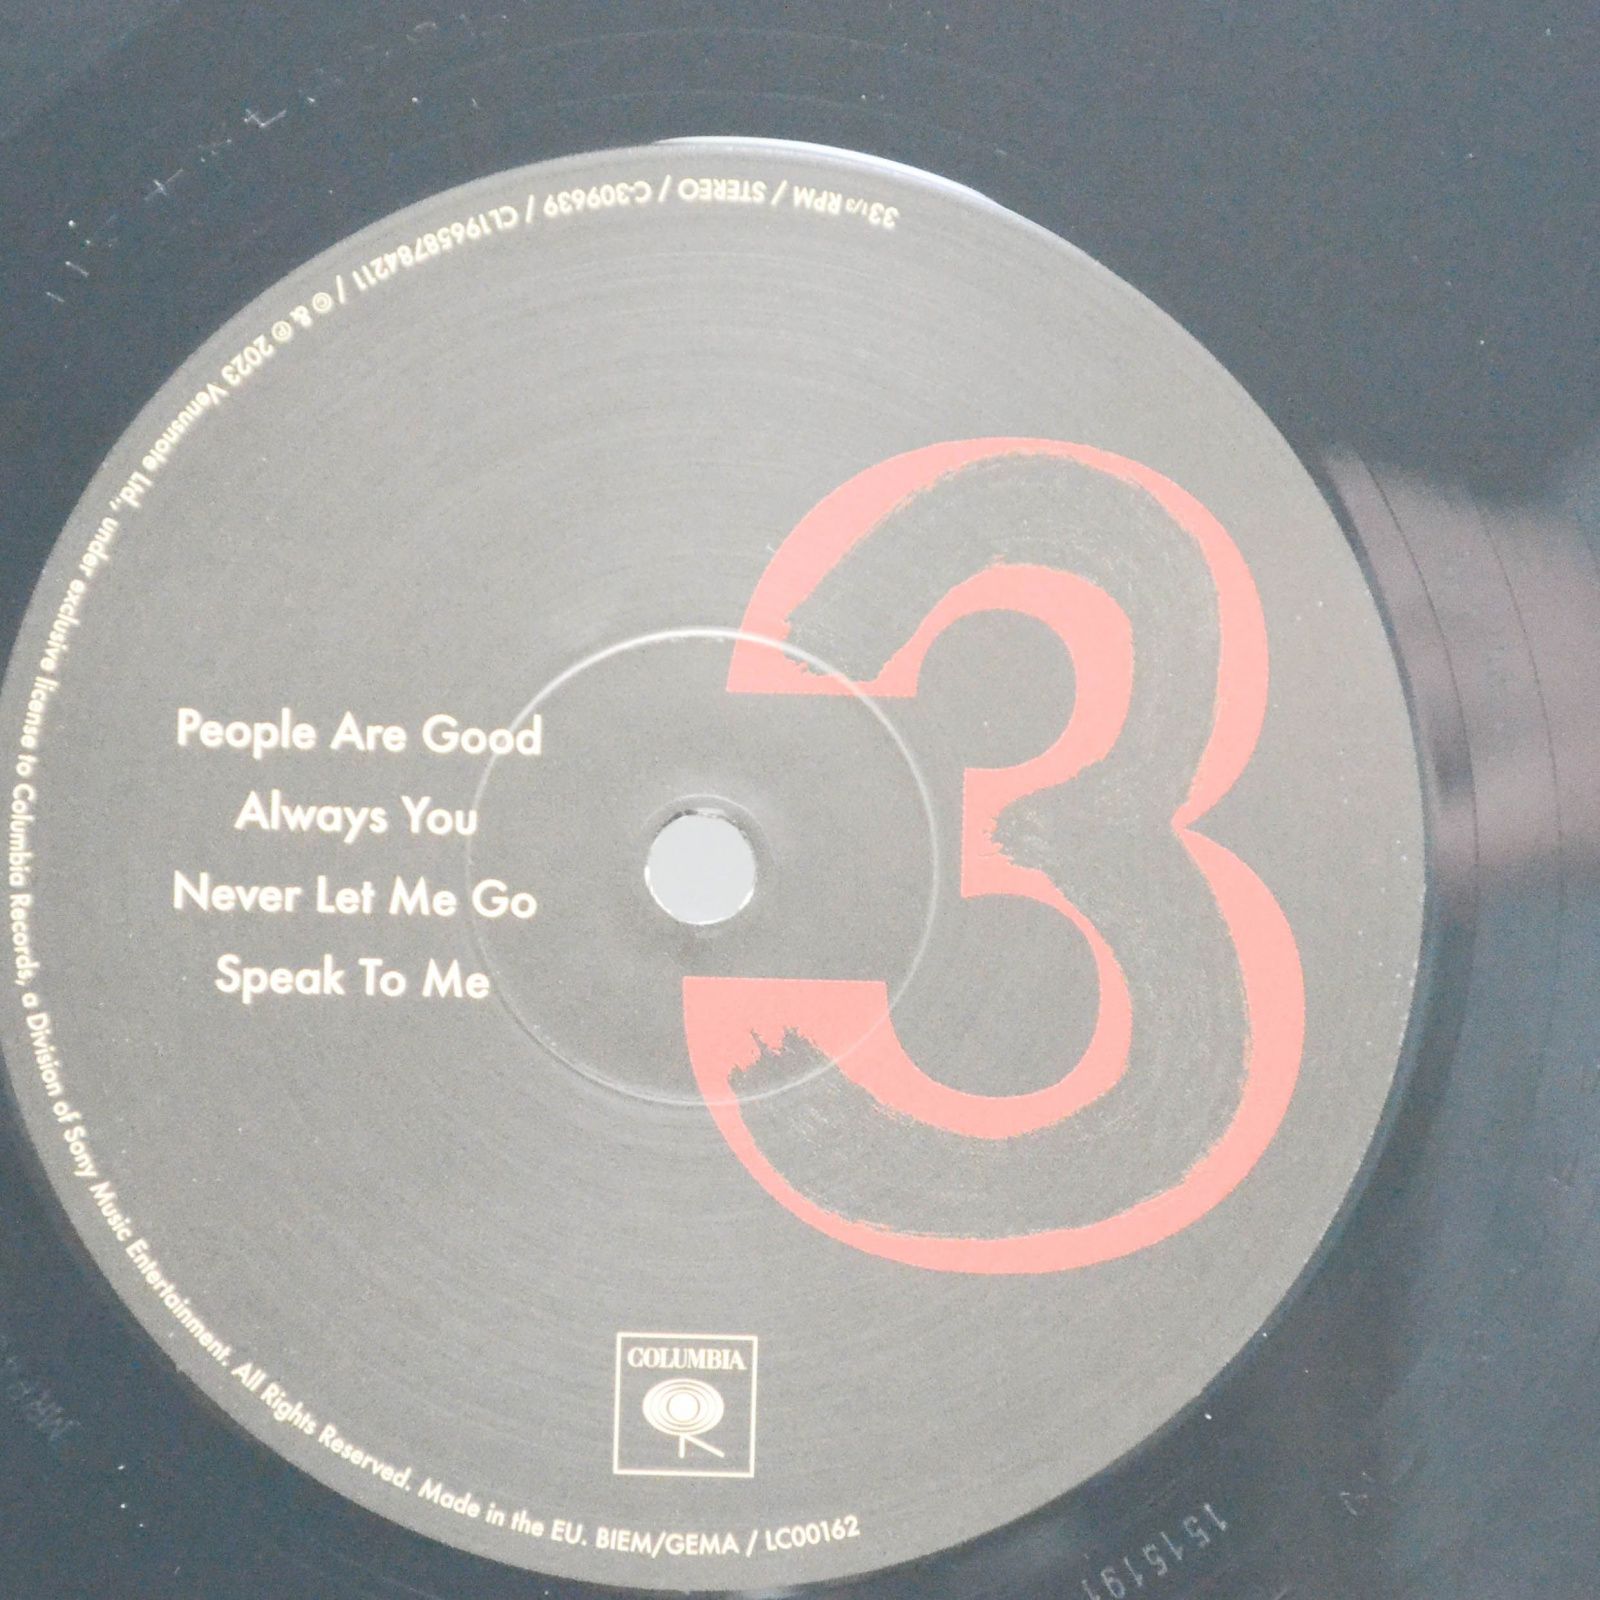 33 1/3 RPM / STEREO / C-309639 / CL19658784211 / © & ℗ 2023 Venusnote Ltd., under exclusive license to Columbia Records, a Division of Sony Music Entertainment. All Rights Reserved. Made in the EU. BIEM/GEMA / LC00162
3
People Are Good
Always You
Never Let Me Go
Speak To Me
COLUMBIA